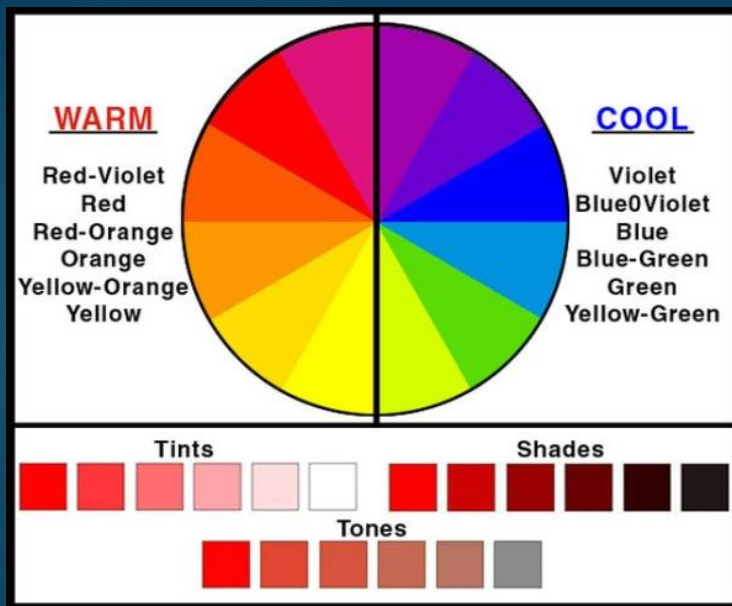 WARM
Red-Violet
Red
Red-Orange
Orange
Yellow-Orange
Yellow
COOL
Violet
Blue0Violet
Blue
Blue-Green
Green
Yellow-Green
Tints
Shades
Tones